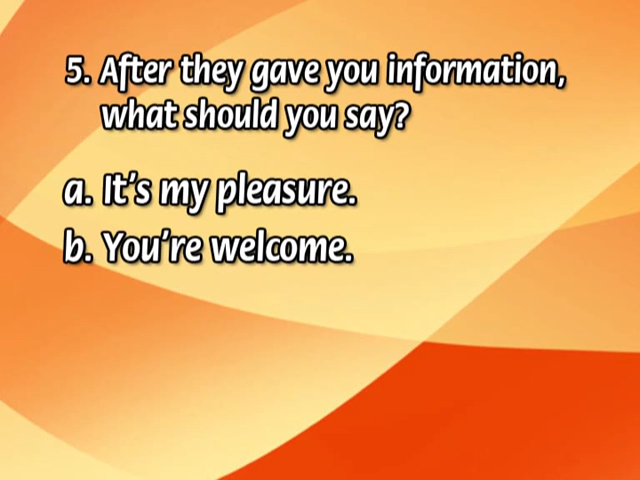 5. After they gave you information,
what should you say?
a. It's my pleasure.
b. You're welcome.